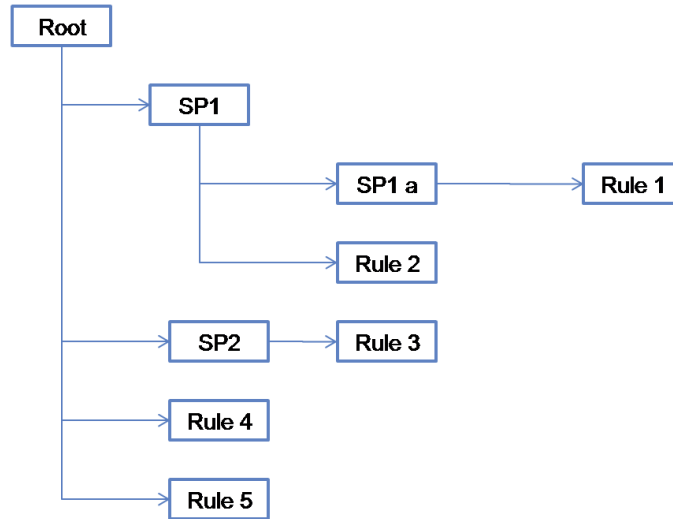 Root
SP1
SP1 a
Rule 1
Rule 2
SP2
Rule 3
Rule 4
Rule 5